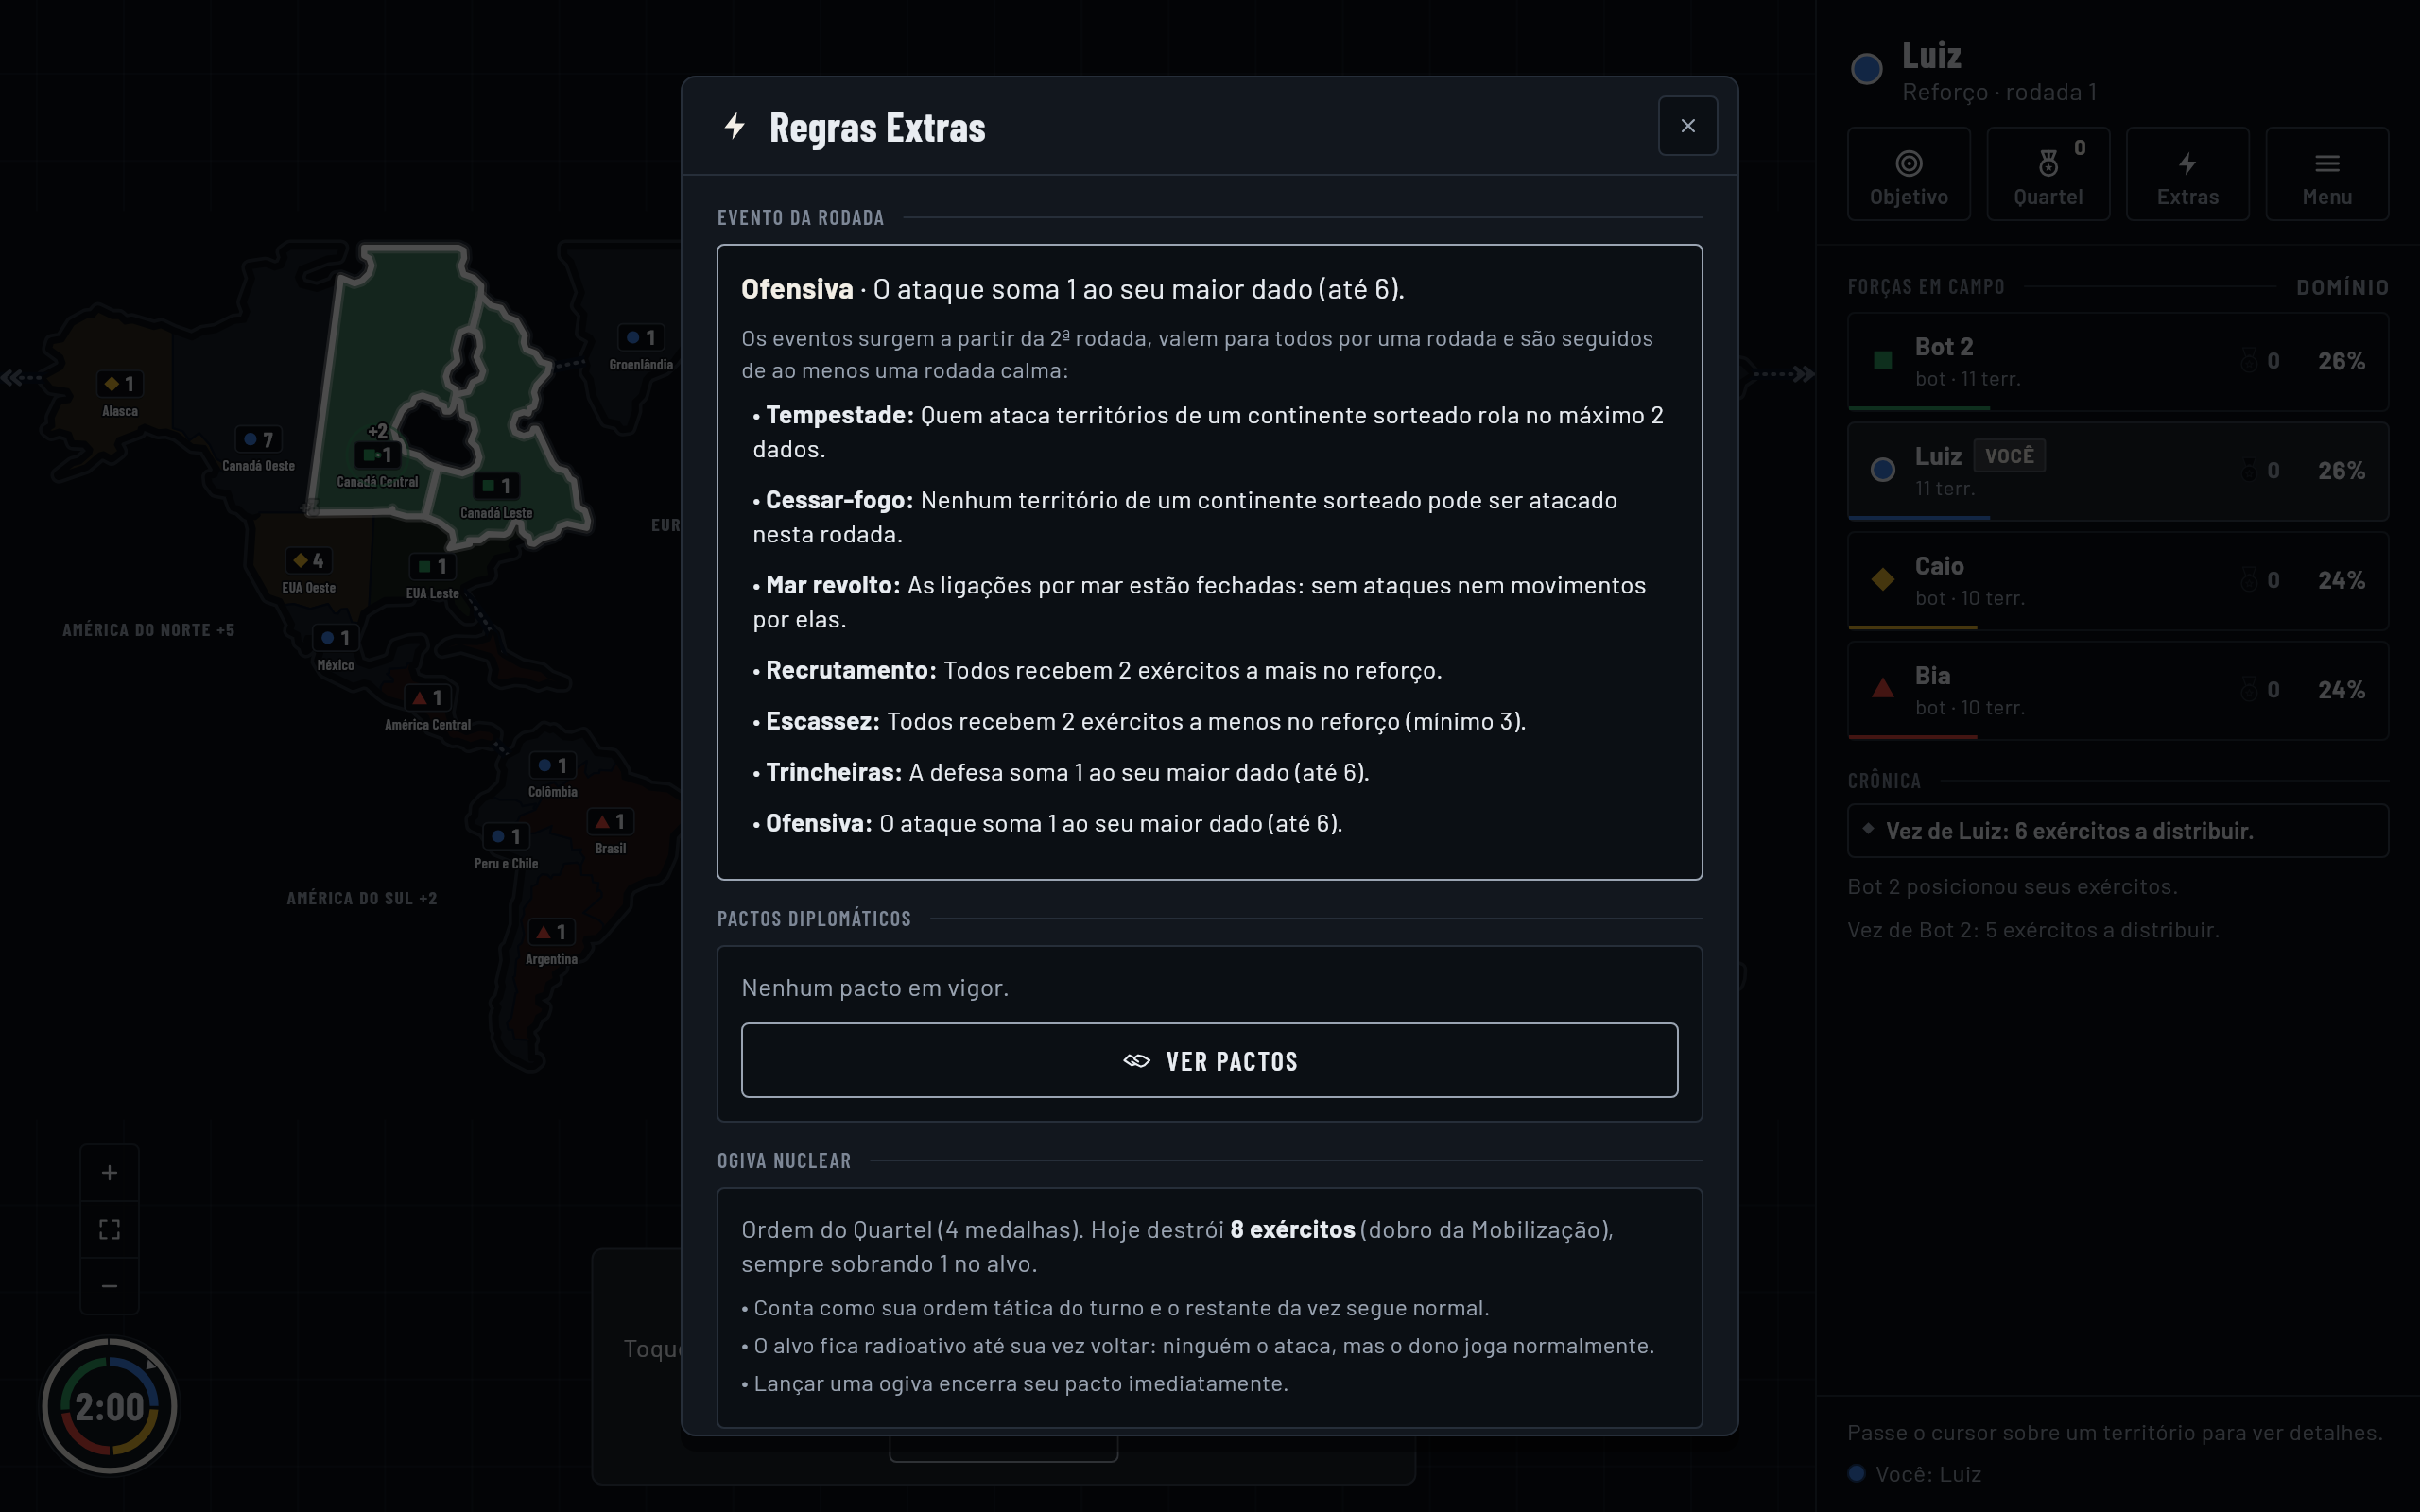 Regras Extras
EVENTO DA RODADA
Ofensiva · O ataque soma 1 ao seu maior dado (até 6).
Os eventos surgem a partir da 2ª rodada, valem para todos por uma rodada e são seguidos
de ao menos uma rodada calma:
• Tempestade: Quem ataca territórios de um continente sorteado rola no máximo 2
dados.
• Cessar-fogo: Nenhum território de um continente sorteado pode ser atacado
nesta rodada.
• Mar revolto: As ligações por mar estão fechadas: sem ataques nem movimentos
por elas.
• Recrutamento: Todos recebem 2 exércitos a mais no reforço.
• Escassez: Todos recebem 2 exércitos a menos no reforço (mínimo 3).
• Trincheiras: A defesa soma 1 ao seu maior dado (até 6).
• Ofensiva: O ataque soma 1 ao seu maior dado (até 6).
PACTOS DIPLOMÁTICOS
Nenhum pacto em vigor.
VER PACTOS
OGIVA NUCLEAR
Ordem do Quartel (4 medalhas). Hoje destrói 8 exércitos (dobro da Mobilização),
sempre sobrando 1 no alvo.
• Conta como sua ordem tática do turno e o restante da vez segue normal.
• O alvo fica radioativo até sua vez voltar: ninguém o ataca, mas o dono joga normalmente.
• Lançar uma ogiva encerra seu pacto imediatamente.
1
Groenlândia
1
Alasca
7
Canadá Oeste
+2
1
Canadá Central
1
Canadá Leste
EUR
4
EUA Oeste
1
EUA Leste
AMÉRICA DO NORTE +5
1
México
1
América Central
1
Colômbia
1
Brasil
1
Peru e Chile
AMÉRICA DO SUL +2
1
Argentina
+
−
2:00
Toque
Luiz
Reforço · rodada 1
Objetivo
0
Quartel
Extras
Menu
FORÇAS EM CAMPO
DOMÍNIO
Bot 2
bot · 11 terr.
0
26%
Luiz VOCÊ
11 terr.
0
26%
Caio
bot · 10 terr.
0
24%
Bia
bot · 10 terr.
0
24%
CRÔNICA
Vez de Luiz: 6 exércitos a distribuir.
Bot 2 posicionou seus exércitos.
Vez de Bot 2: 5 exércitos a distribuir.
Passe o cursor sobre um território para ver detalhes.
Você: Luiz